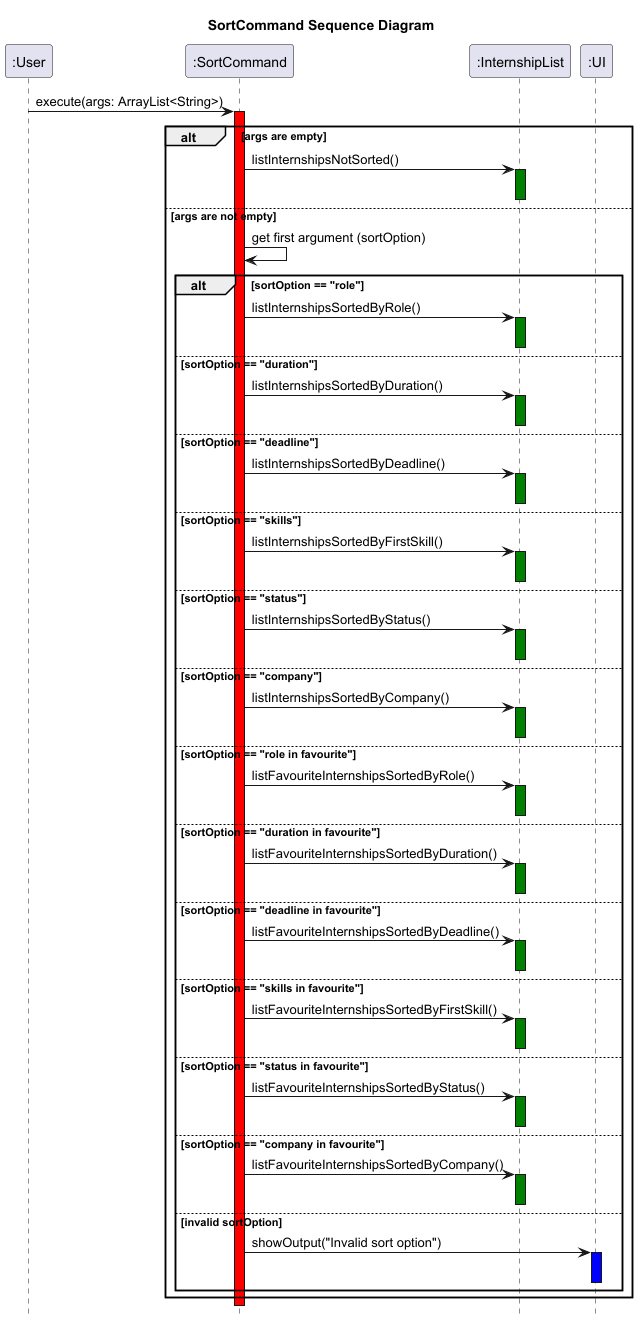 SortCommand Sequence Diagram
:User
:SortCommand
:InternshipList
:UI
execute(args: ArrayList<String>)
alt
[args are empty]
listInternshipsNotSorted()
[args are not empty]
get first argument (sortOption)
alt
[sortOption == "role"]
listInternshipsSortedByRole()
[sortOption == "duration"]
listInternshipsSortedByDuration()
[sortOption == "deadline"]
listInternshipsSortedByDeadline()
[sortOption == "skills"]
listInternshipsSortedByFirstSkill()
[sortOption == "status"]
listInternshipsSortedByStatus()
[sortOption == "company"]
listInternshipsSortedByCompany()
[sortOption == "role in favourite"]
listFavouriteInternshipsSortedByRole()
[sortOption == "duration in favourite"]
listFavouriteInternshipsSortedByDuration()
[sortOption == "deadline in favourite"]
listFavouriteInternshipsSortedByDeadline()
[sortOption == "skills in favourite"]
listFavouriteInternshipsSortedByFirstSkill()
[sortOption == "status in favourite"]
listFavouriteInternshipsSortedByStatus()
[sortOption == "company in favourite"]
listFavouriteInternshipsSortedByCompany()
[invalid sortOption]
showOutput("Invalid sort option")